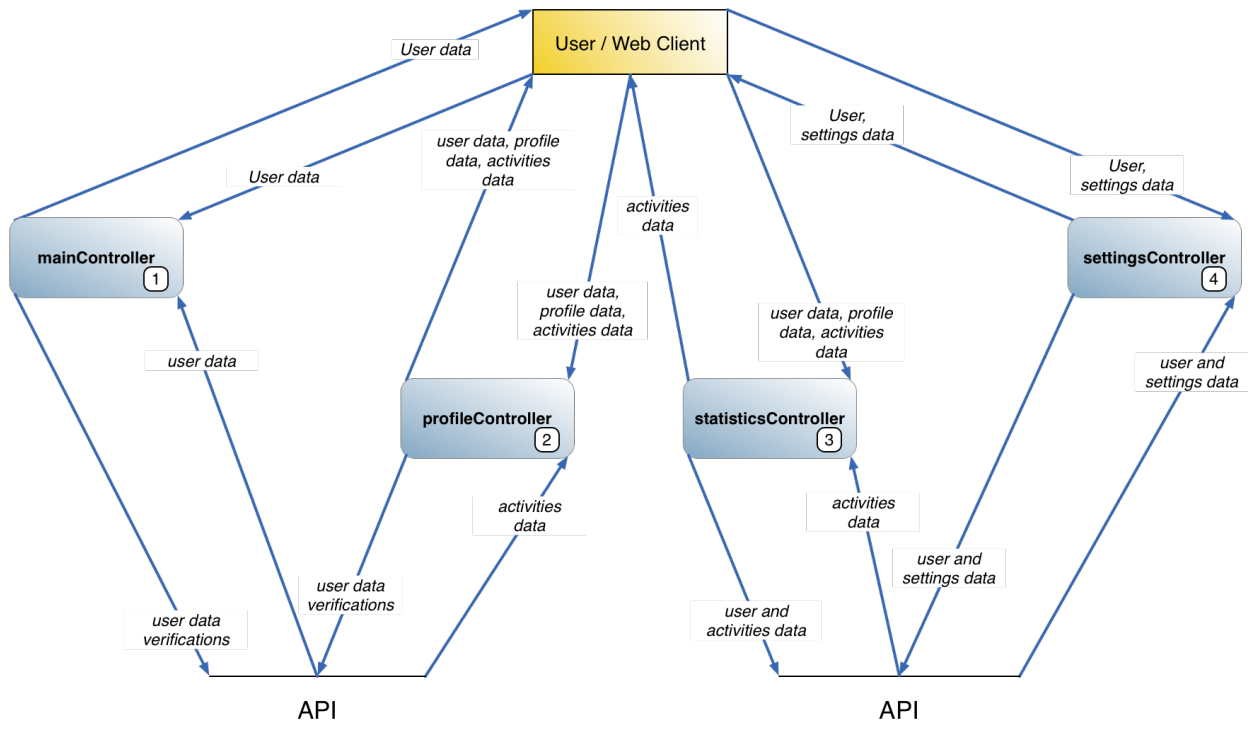 User / Web Client
User data
User data
user data, profile
data, activities
data
activities
data
User,
settings data
User,
settings data
mainController
1
settingsController
4
user data,
profile data,
activities data
user data, profile
data, activities
data
user data
user and
settings data
profileController
2
statisticsController
3
activities
data
activities
data
user data
verifications
user and
settings data
user data
verifications
user and
activities data
API
API